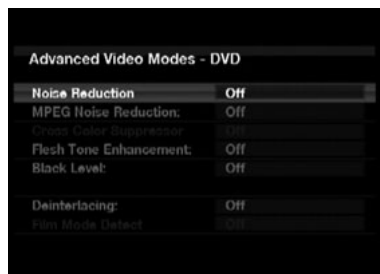 Advanced Video Modes - DVD
Noise Reduction Off
MPEG Noise Reduction: Off
Cross Color Suppressor Off
Flesh Tone Enhancement: Off
Black Level: Off
Deinterlacing: Off
Film Mode Detect Off